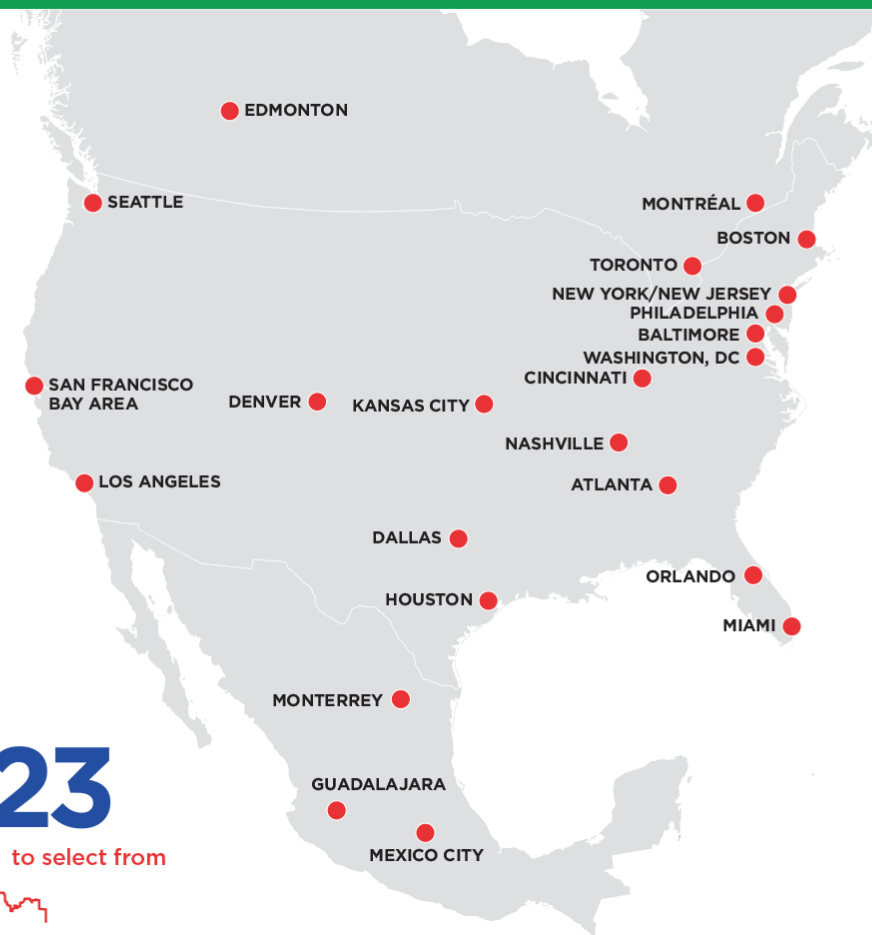 EDMONTON
SEATTLE
MONTRÉAL
BOSTON
TORONTO
NEW YORK/NEW JERSEY
PHILADELPHIA
BALTIMORE
WASHINGTON, DC
CINCINNATI
SAN FRANCISCO
BAY AREA
DENVER
KANSAS CITY
NASHVILLE
LOS ANGELES
ATLANTA
DALLAS
ORLANDO
HOUSTON
MIAMI
MONTERREY
23
GUADALAJARA
MEXICO CITY
to select from